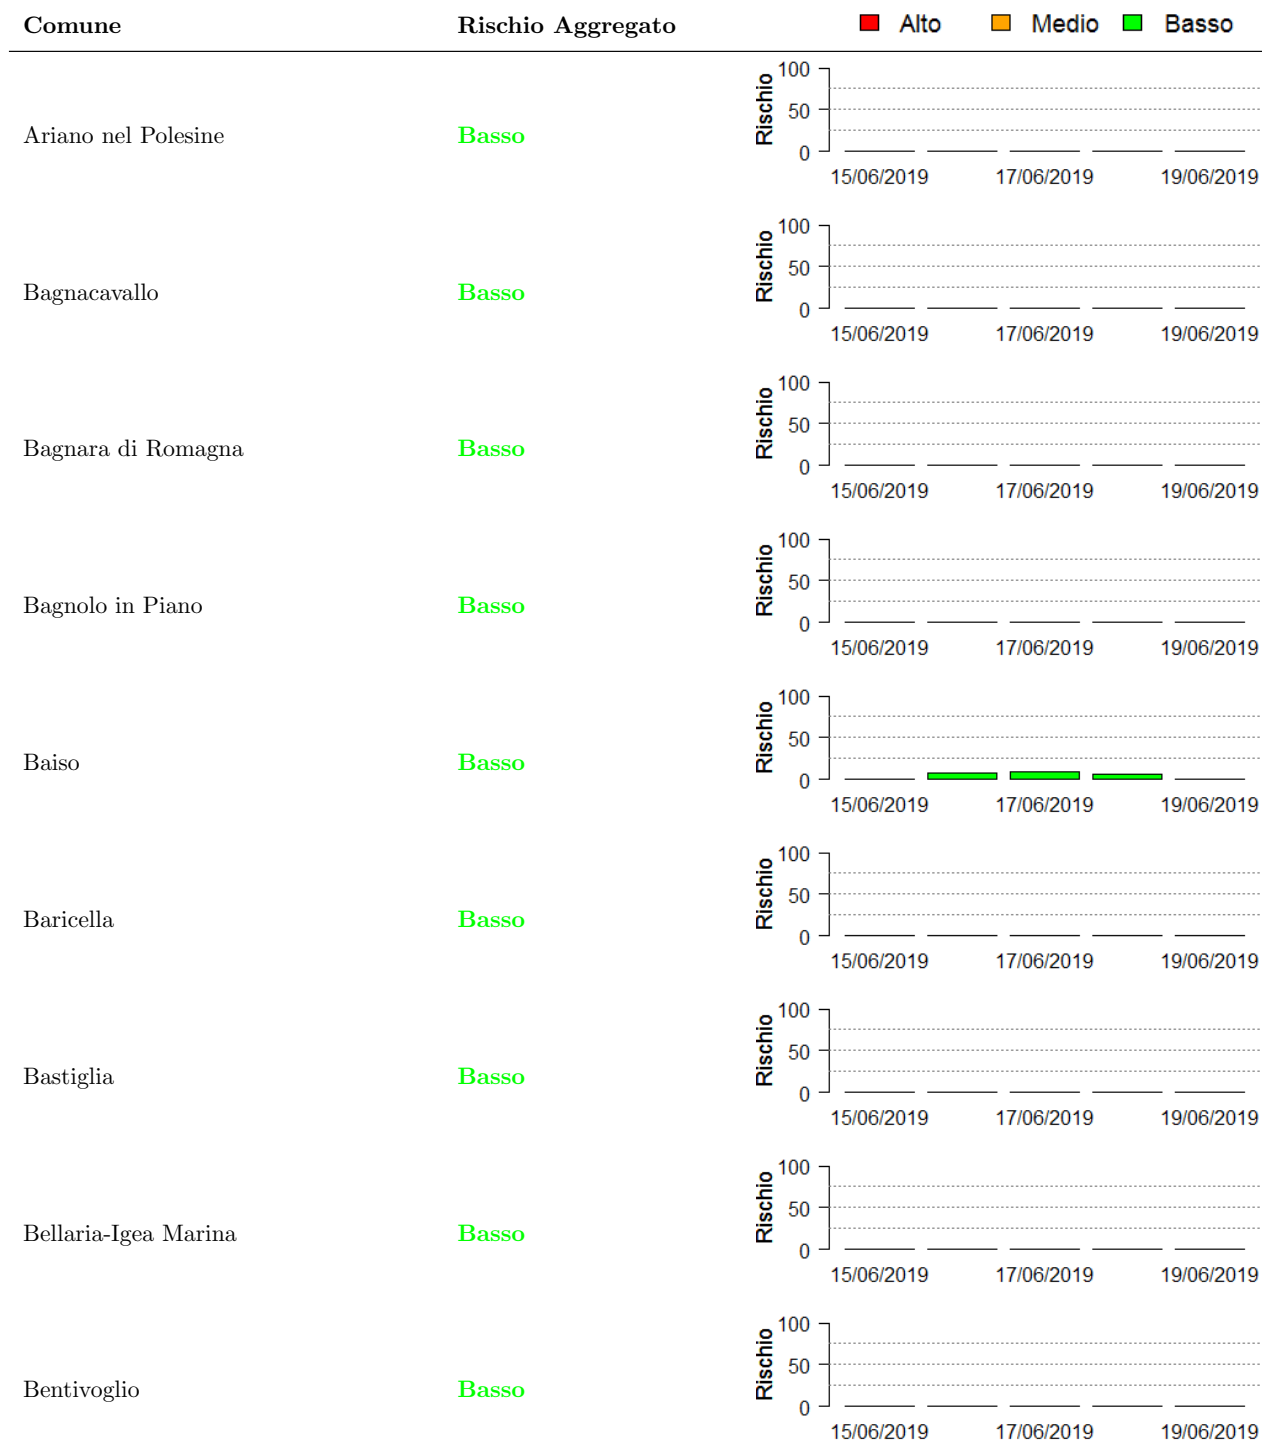 Comune Rischio Aggregato Alto Medio Basso
100
Rischio
50
Ariano nel Polesine Basso
0
15/06/2019 17/06/2019 19/06/2019
100
Rischio
50
Bagnacavallo Basso
0
15/06/2019 17/06/2019 19/06/2019
100
Rischio
50
Bagnara di Romagna Basso
0
15/06/2019 17/06/2019 19/06/2019
100
Rischio
50
Bagnolo in Piano Basso
0
15/06/2019 17/06/2019 19/06/2019
100
Rischio
50
Baiso Basso
0
15/06/2019 17/06/2019 19/06/2019
100
Rischio
50
Baricella Basso
0
15/06/2019 17/06/2019 19/06/2019
100
Rischio
50
Bastiglia Basso
0
15/06/2019 17/06/2019 19/06/2019
100
Rischio
50
Bellaria-Igea Marina Basso
0
15/06/2019 17/06/2019 19/06/2019
100
Rischio
50
Bentivoglio Basso
0
15/06/2019 17/06/2019 19/06/2019